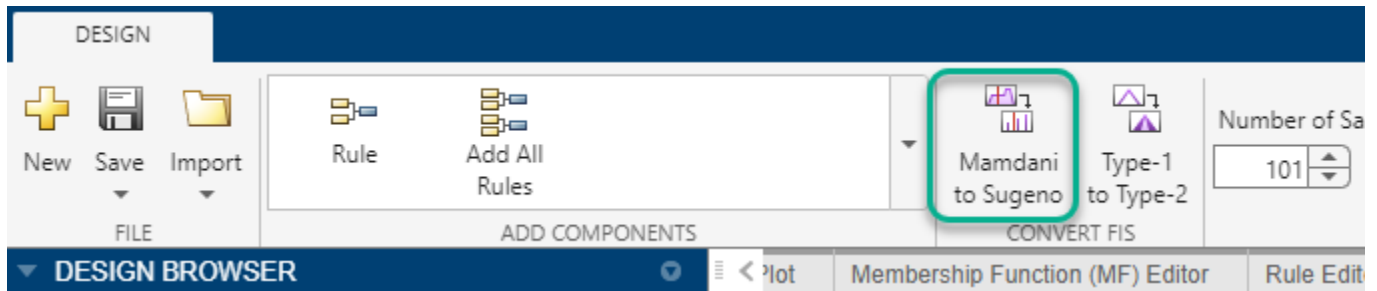 DESIGN
New
Save
Import
FILE
Rule
Add All
Rules
ADD COMPONENTS
Mamdani
to Sugeno
Type-1
to Type-2
CONVERT FIS
Number of Sa
101
DESIGN BROWSER
Plot
Membership Function (MF) Editor
Rule Edit